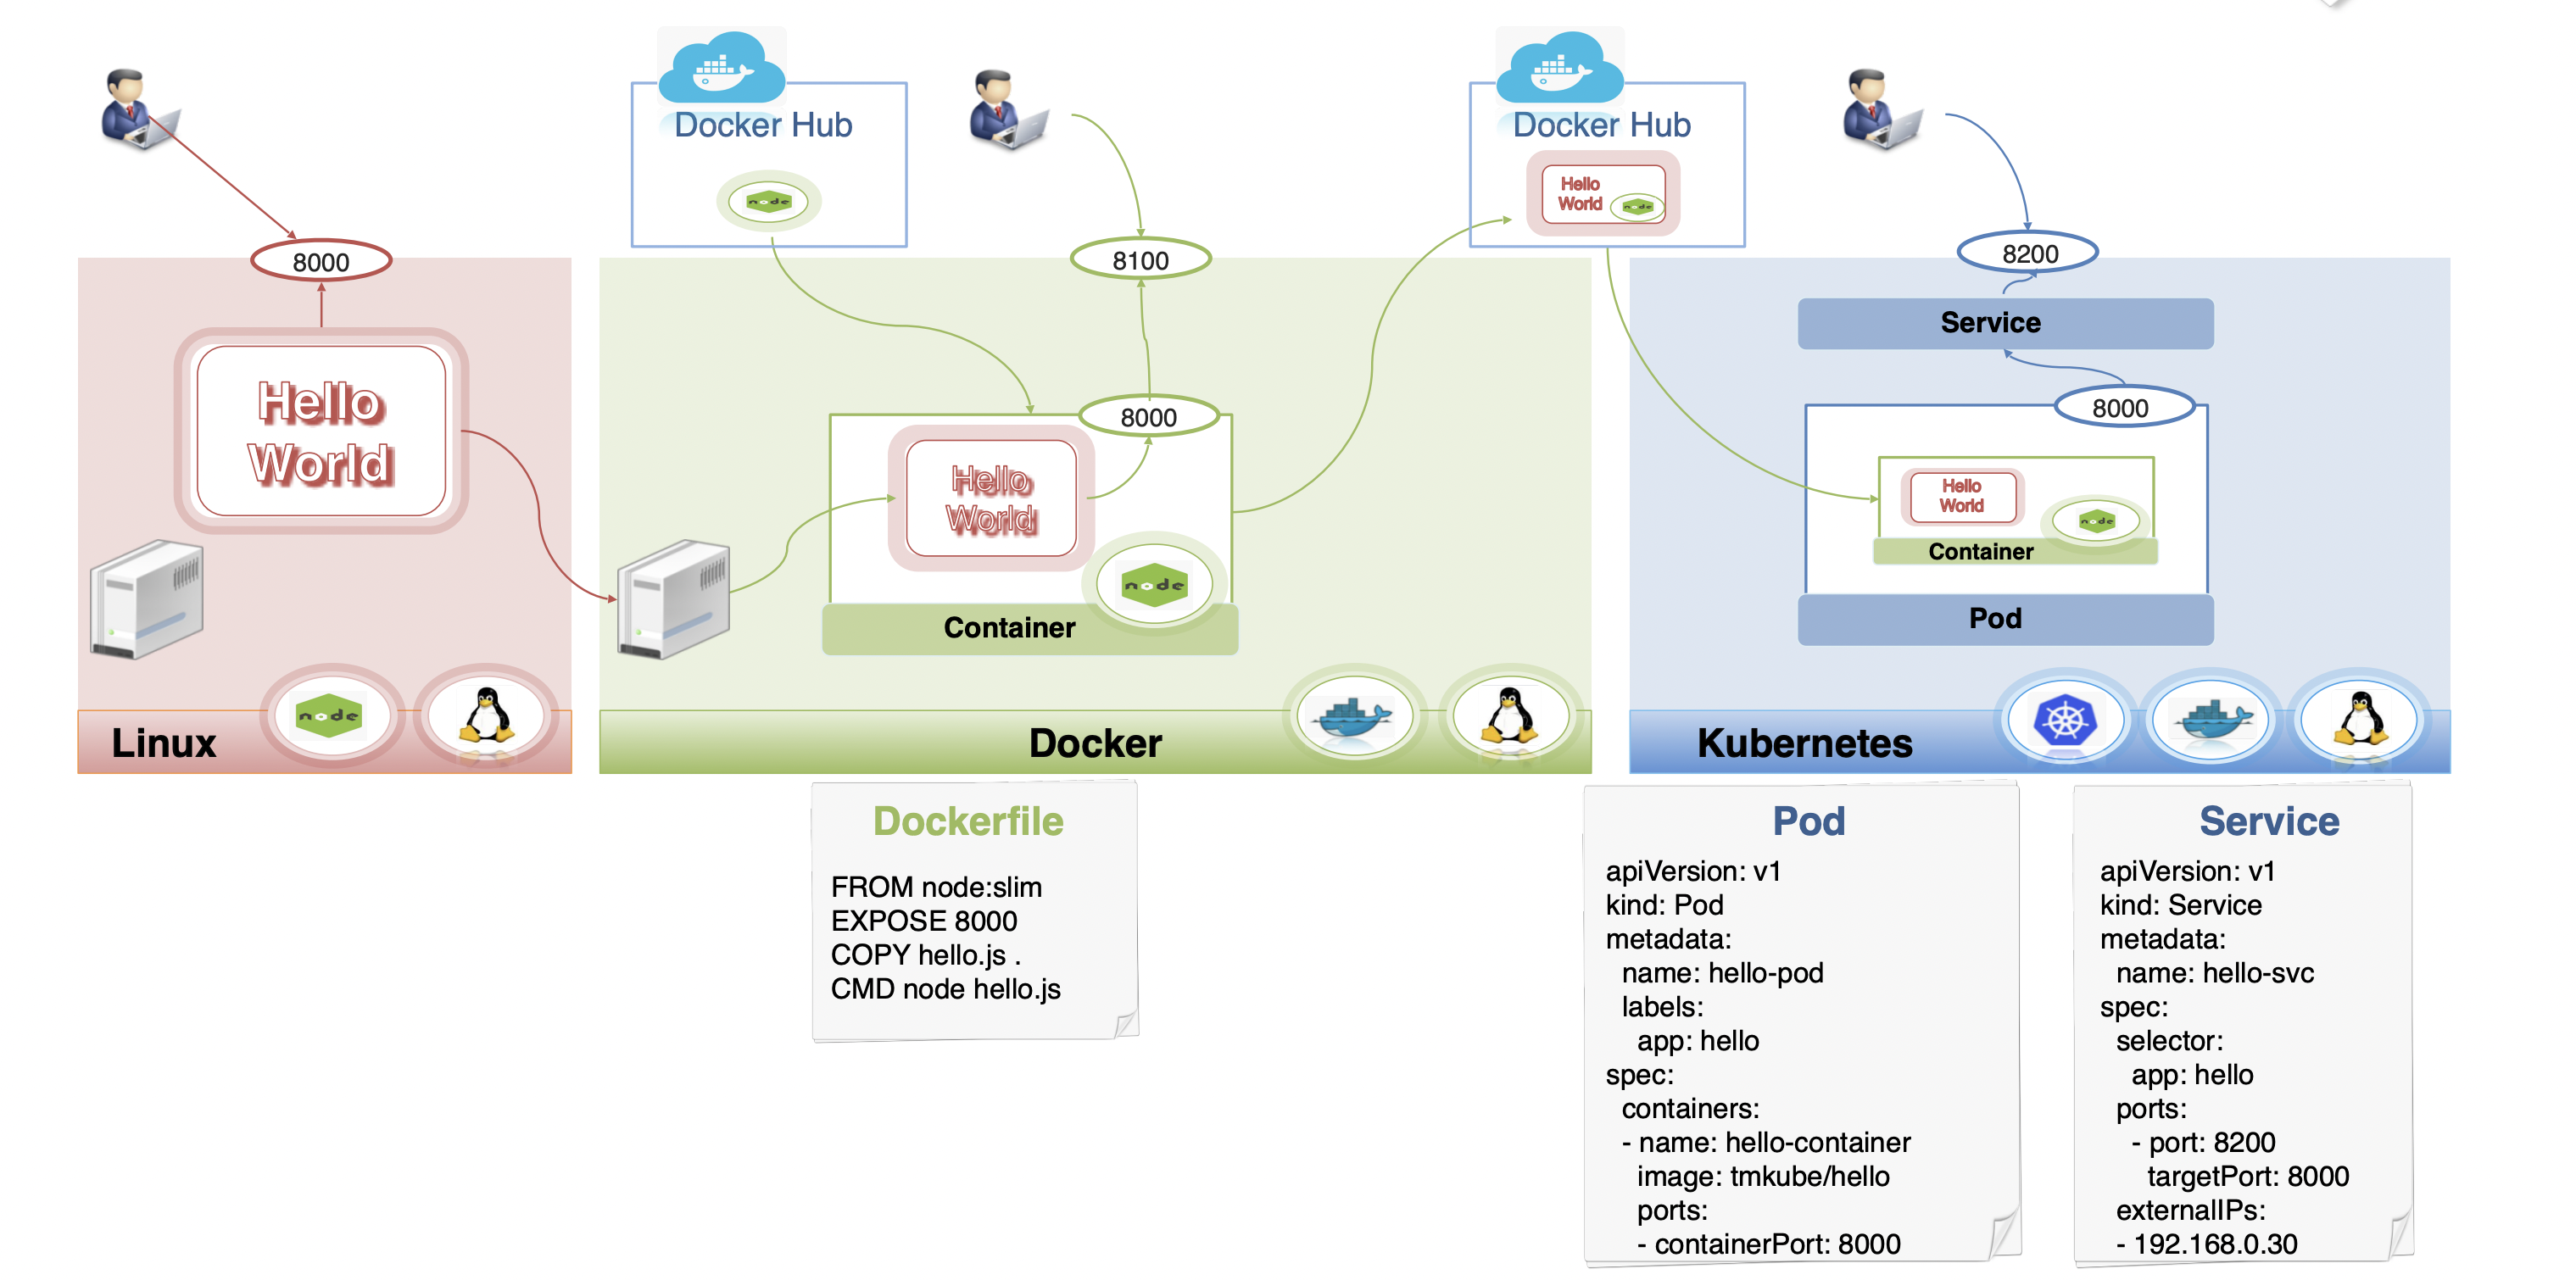 Docker Hub
node
8000
Hello
World
node
Linux
8100
8000
Hello
World
node
Container
Docker
Docker Hub
Hello
World
node
8200
Service
8000
Hello
World
node
Container
Pod
Kubernetes
Dockerfile
FROM node:slim
EXPOSE 8000
COPY hello.js .
CMD node hello.js
Pod
apiVersion: v1
kind: Pod
metadata:
name: hello-pod
labels:
app: hello
spec:
containers:
- name: hello-container
image: tmkube/hello
ports:
- containerPort: 8000
Service
apiVersion: v1
kind: Service
metadata:
name: hello-svc
spec:
selector:
app: hello
ports:
- port: 8200
targetPort: 8000
externalIPs:
- 192.168.0.30